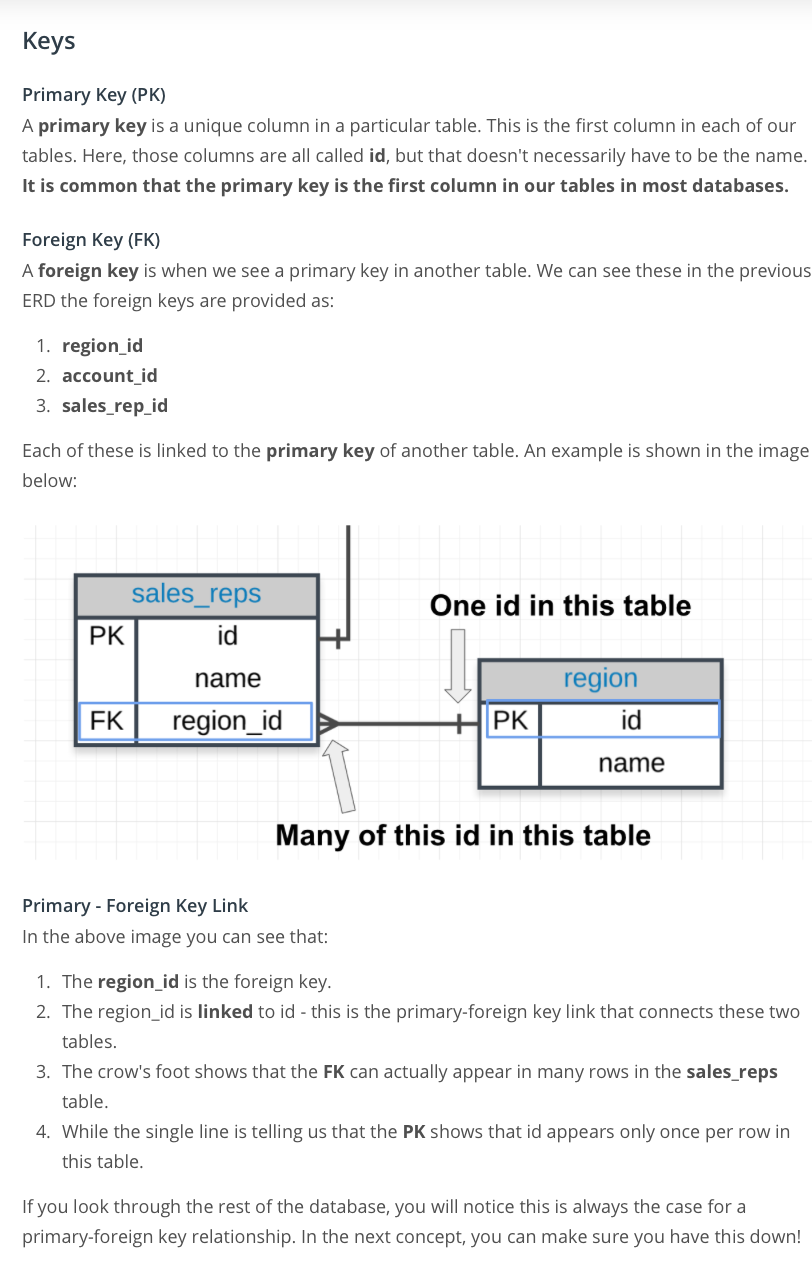 Keys
Primary Key (PK)
A primary key is a unique column in a particular table. This is the first column in each of our
tables. Here, those columns are all called id, but that doesn't necessarily have to be the name.
It is common that the primary key is the first column in our tables in most databases.
Foreign Key (FK)
A foreign key is when we see a primary key in another table. We can see these in the previous
ERD the foreign keys are provided as:
1. region_id
2. account_id
3. sales_rep_id
Each of these is linked to the primary key of another table. An example is shown in the image
below:
sales_reps
PK id
name
FK region_id
One id in this table
region
PK id
name
Many of this id in this table
Primary - Foreign Key Link
In the above image you can see that:
1. The region_id is the foreign key.
2. The region_id is linked to id - this is the primary-foreign key link that connects these two
tables.
3. The crow's foot shows that the FK can actually appear in many rows in the sales_reps
table.
4. While the single line is telling us that the PK shows that id appears only once per row in
this table.
If you look through the rest of the database, you will notice this is always the case for a
primary-foreign key relationship. In the next concept, you can make sure you have this down!